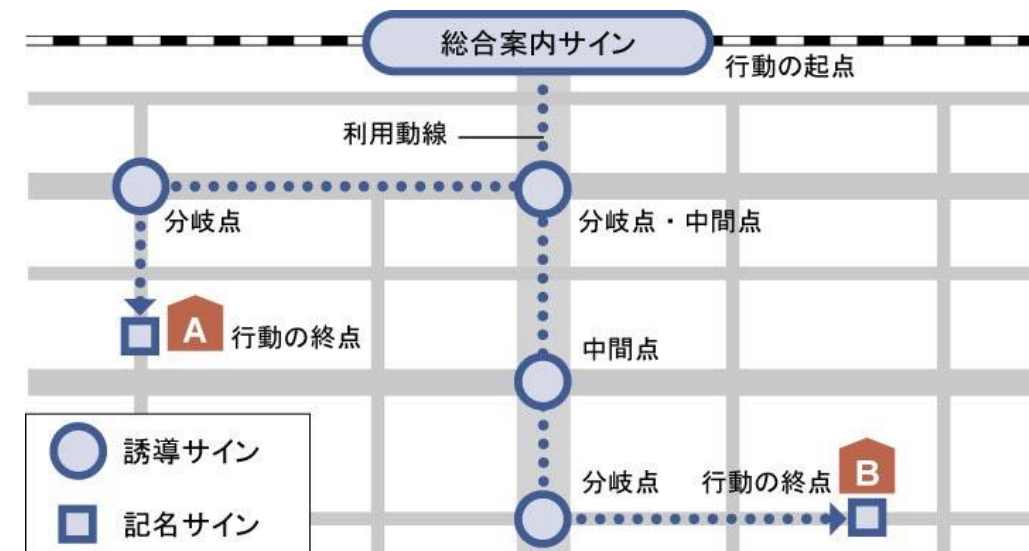 総合案内サイン
行動の起点
利用動線
分岐点
分岐点・中間点
A 行動の終点
中間点
誘導サイン
記名サイン
分岐点
行動の終点 B